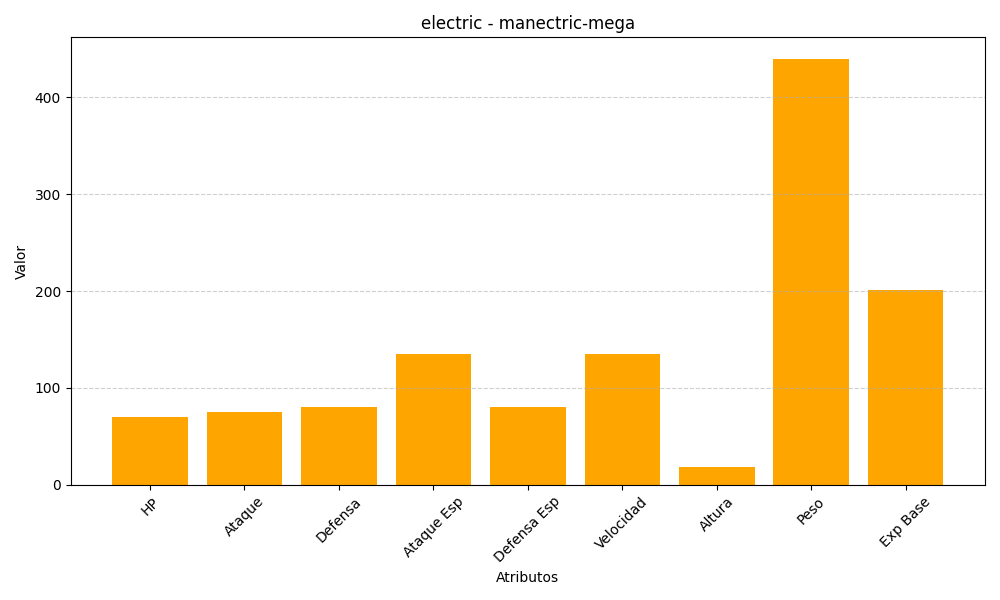 electric - manectric-mega
Valor
400
300
200
100
0
HP
Ataque
Defensa
Ataque Esp
Defensa Esp
Velocidad
Altura
Peso
Exp Base
Atributos